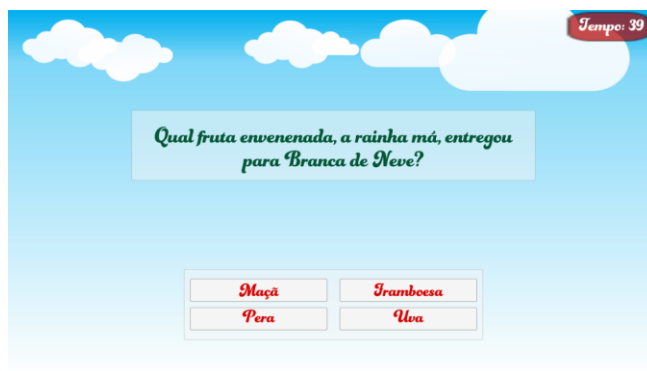 Tempo: 39
Qual fruta envenenada, a rainha má, entregou
para Branca de Neve?
Maçã
Framboesa
Pera
Uva